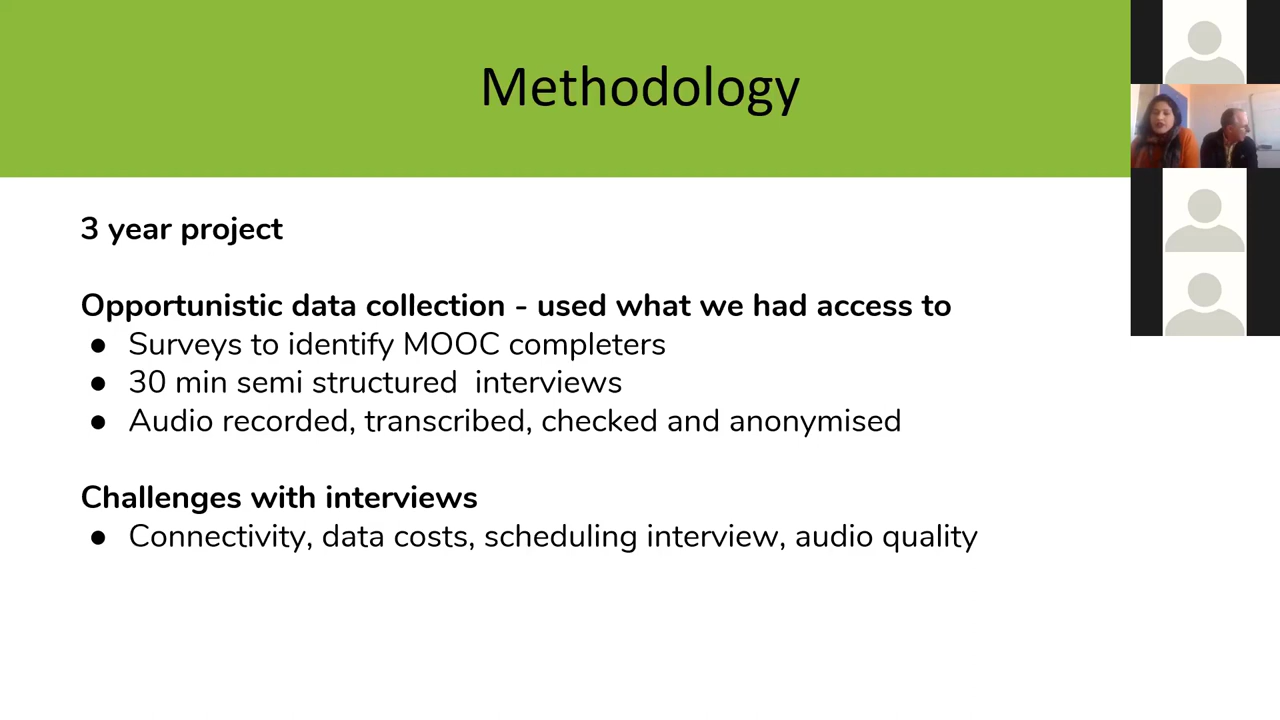 Methodology
3 year project
Opportunistic data collection - used what we had access to
● Surveys to identify MOOC completers
● 30 min semi structured  interviews
● Audio recorded, transcribed, checked and anonymised
Challenges with interviews
● Connectivity, data costs, scheduling interview, audio quality